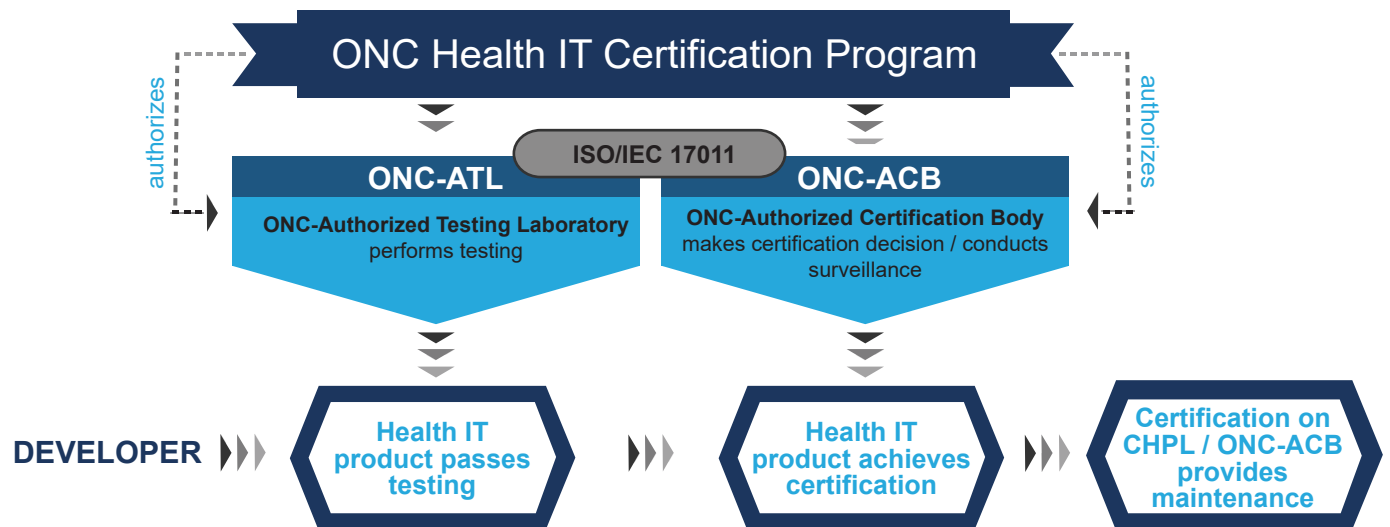 ONC Health IT Certification Program
authorizes
authorizes
ISO/IEC 17011
ONC-ATL
ONC-Authorized Testing Laboratory
performs testing
ONC-ACB
ONC-Authorized Certification Body
makes certification decision / conducts
surveillance
DEVELOPER
Health IT
product passes
testing
Health IT
product achieves
certification
Certification on
CHPL / ONC-ACB
provides
maintenance